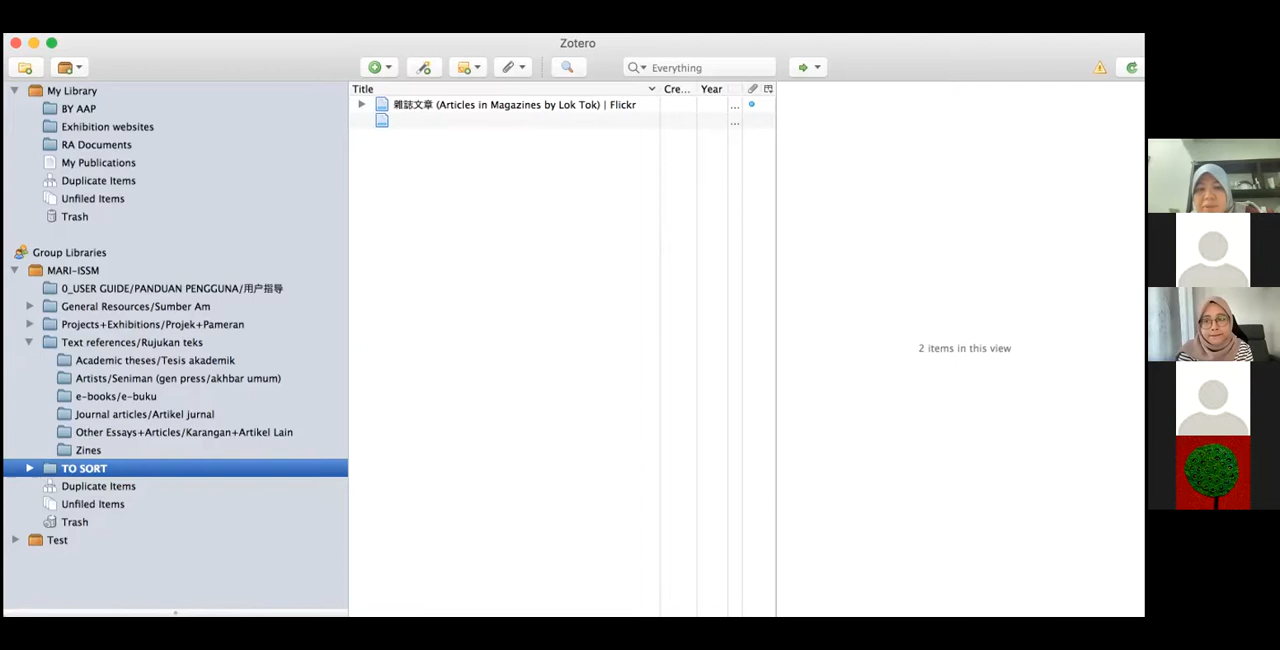 Zotero
Everything
My Library
BY AAP
Exhibition websites
RA Documents
My Publications
Duplicate Items
Unfiled Items
Trash
Group Libraries
MARI-ISSM
0_USER GUIDE/PANDUAN PENGGUNA/用户指导
General Resources/Sumber Am
Projects+Exhibitions/Projek+Pameran
Text references/Rujukan teks
Academic theses/Tesis akademik
Artists/Seniman (gen press/akhbar umum)
e-books/e-buku
Journal articles/Artikel jurnal
Other Essays+Articles/Karangan+Artikel Lain
Zines
TO SORT
Duplicate Items
Unfiled Items
Trash
Test
Title Cre... Year
雜誌文章 (Articles in Magazines by Lok Tok) | Flickr ...
...
2 items in this view